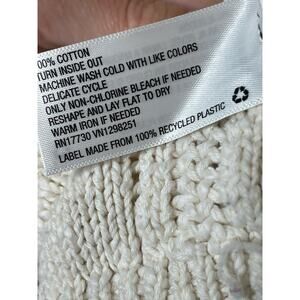 00% COTTON
TURN INSIDE OUT
MACHINE WASH COLD WITH LIKE COLORS
DELICATE CYCLE
ONLY NON-CHLORINE BLEACH IF NEEDED
RESHAPE AND LAY FLAT TO DRY
WARM IRON IF NEEDED
RN17730 VN1298251
LABEL MADE FROM 100% RECYCLED PLASTIC